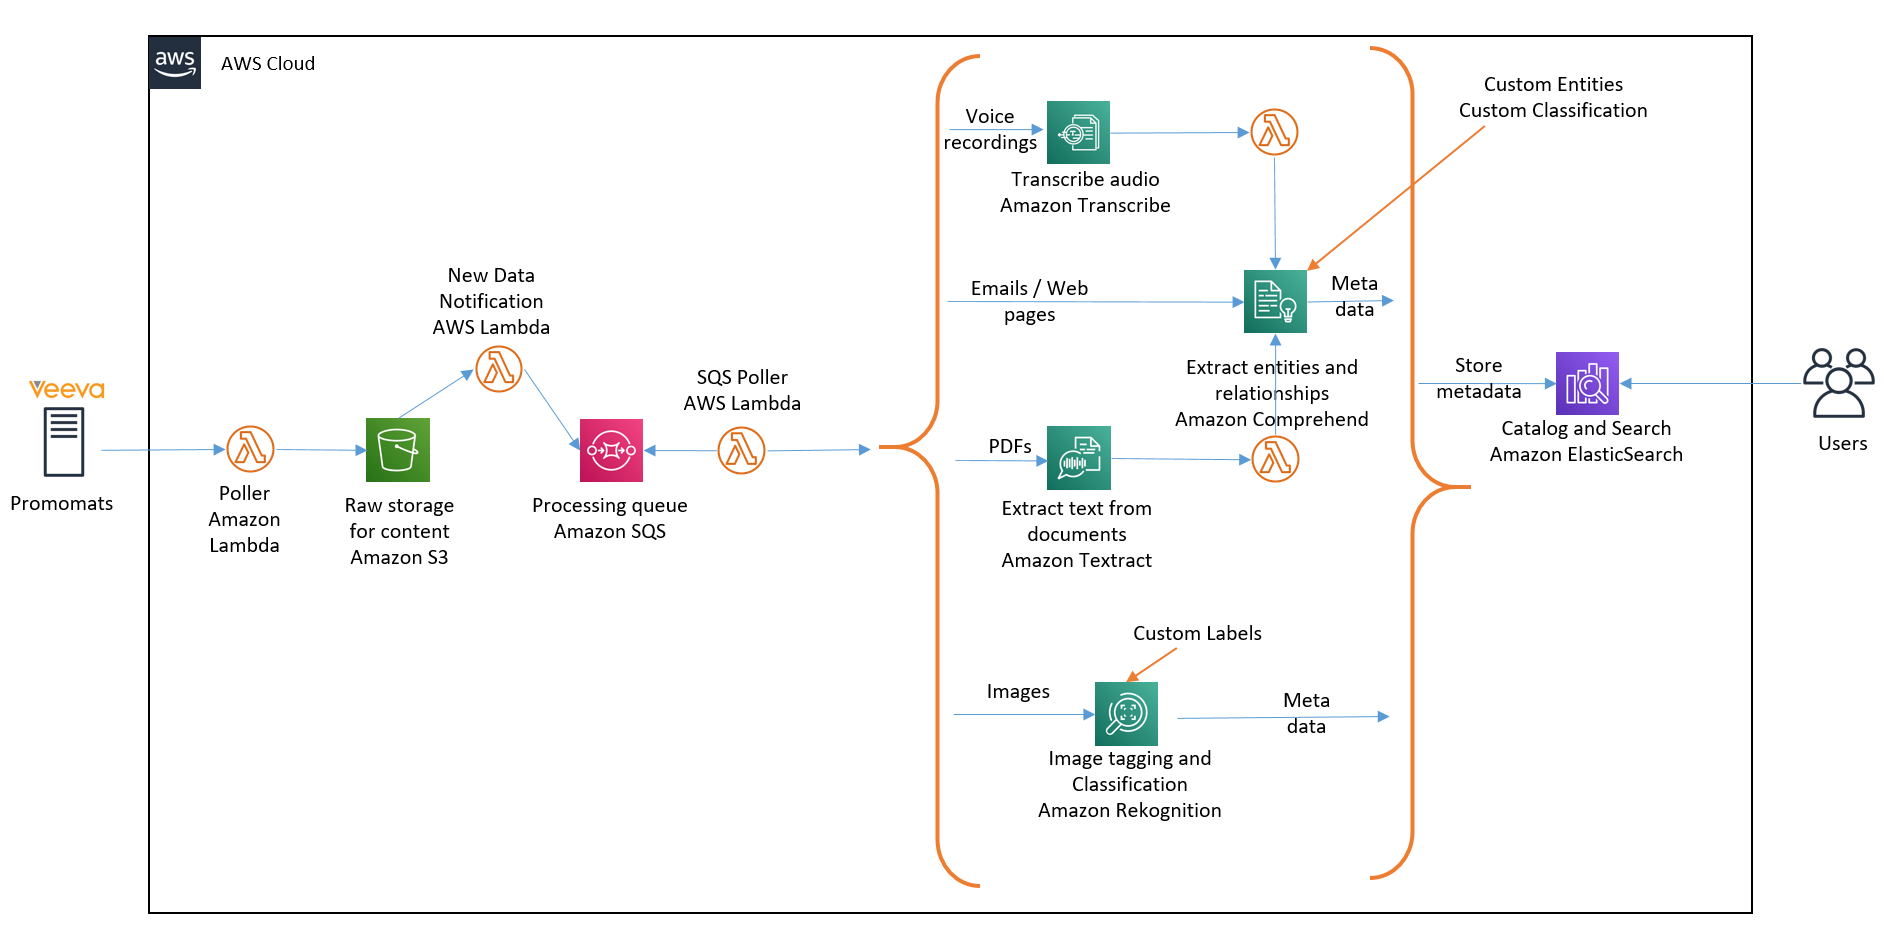 aws
AWS Cloud
Veeva
Promomats
Poller
Amazon
Lambda
Raw storage
for content
Amazon S3
New Data
Notification
AWS Lambda
Processing queue
Amazon SQS
SQS Poller
AWS Lambda
Voice
recordings
Transcribe audio
Amazon Transcribe
Emails / Web
pages
Custom Entities
Custom Classification
Meta
data
Extract entities and
relationships
Amazon Comprehend
PDFs
Extract text from
documents
Amazon Textract
Custom Labels
Images
Image tagging and
Classification
Amazon Rekognition
Meta
data
Store
metadata
Catalog and Search
Amazon ElasticSearch
Users